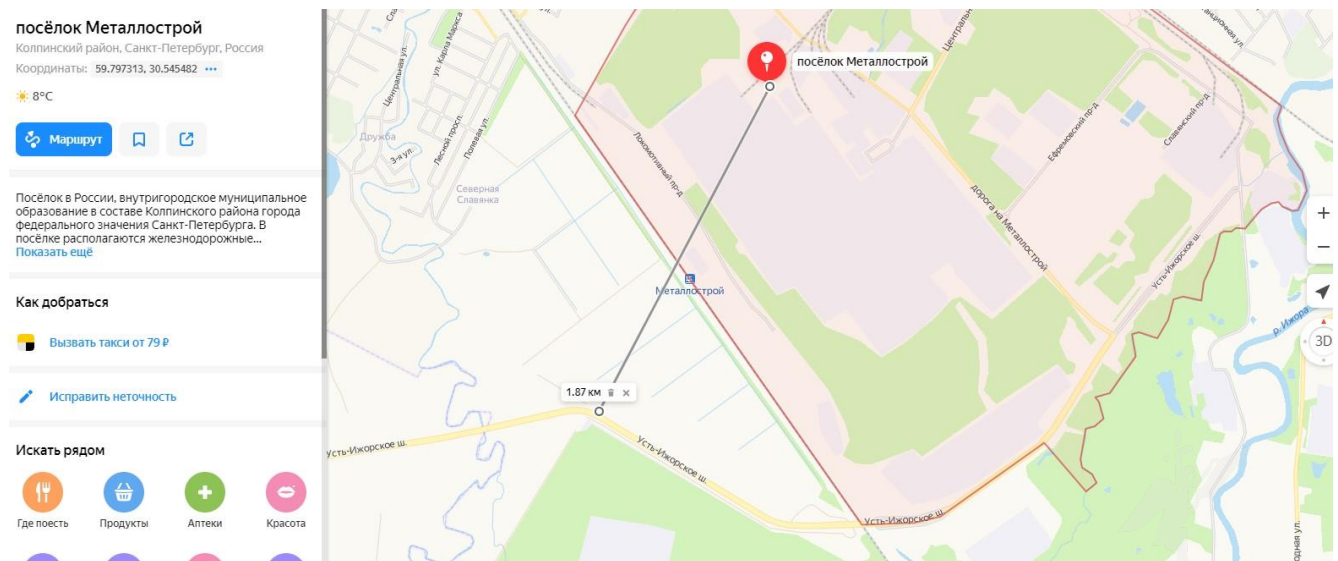 посёлок Металлострой
Колпинский район, Санкт-Петербург, Россия
Координаты: 59.797313, 30.545482 •••
8°C
Маршрут
Посёлок в России, внутригородское муниципальное
образование в составе Колпинского района города
федерального значения Санкт-Петербурга. В
посёлке располагаются железнодорожные...
Показать ещё
Как добраться
Вызвать такси от 79 ₽
Исправить неточность
Искать рядом
Где поесть
Продукты
Аптеки
Красота
посёлок Металлострой
Центральная ул.
ул. Карла Маркса
Дружба
3-я ул.
Лесной просп.
Полевая ул.
Северная
Славянка
Локомотивный пр-д
Металлострой
1.87 км
Усть-Ижорское ш.
Усть-Ижорское ш.
Усть-Ижорское ш.
Усть-Ижорское ш.
дорога на Металлострой
Ефремовский пр-д
Славянский пр-д
р. Ижора
+
−
3D